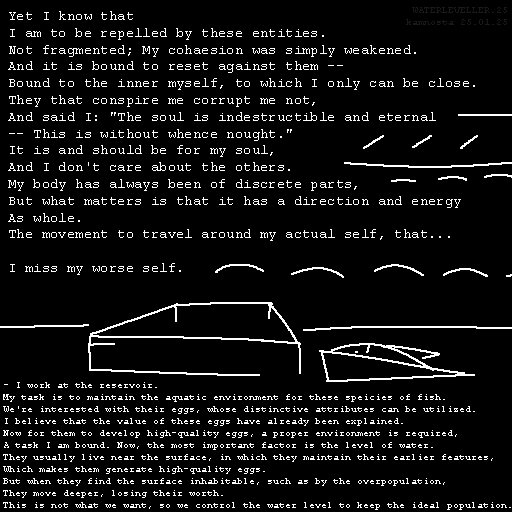 WATERLEVELLER.25
kamnosta 25.01.25
Yet I know that
I am to be repelled by these entities.
Not fragmented; My cohaesion was simply weakened.
And it is bound to reset against them --
Bound to the inner myself, to which I only can be close.
They that conspire me corrupt me not,
And said I: "The soul is indestructible and eternal
-- This is without whence nought."
It is and should be for my soul,
And I don't care about the others.
My body has always been of discrete parts,
But what matters is that it has a direction and energy
As whole.
The movement to travel around my actual self, that...
I miss my worse self.
- I work at the reservoir.
My task is to maintain the aquatic environment for these speicies of fish.
We're interested with their eggs, whose distinctive attributes can be utilized.
I believe that the value of these eggs have already been explained.
Now for them to develop high-quality eggs, a proper environment is required,
A task I am bound. Now, the most important factor is the level of water.
They usually live near the surface, in which they maintain their earlier features,
Which makes them generate high-quality eggs.
But when they find the surface inhabitable, such as by the overpopulation,
They move deeper, losing their worth.
This is not what we want, so we control the water level to keep the ideal population.